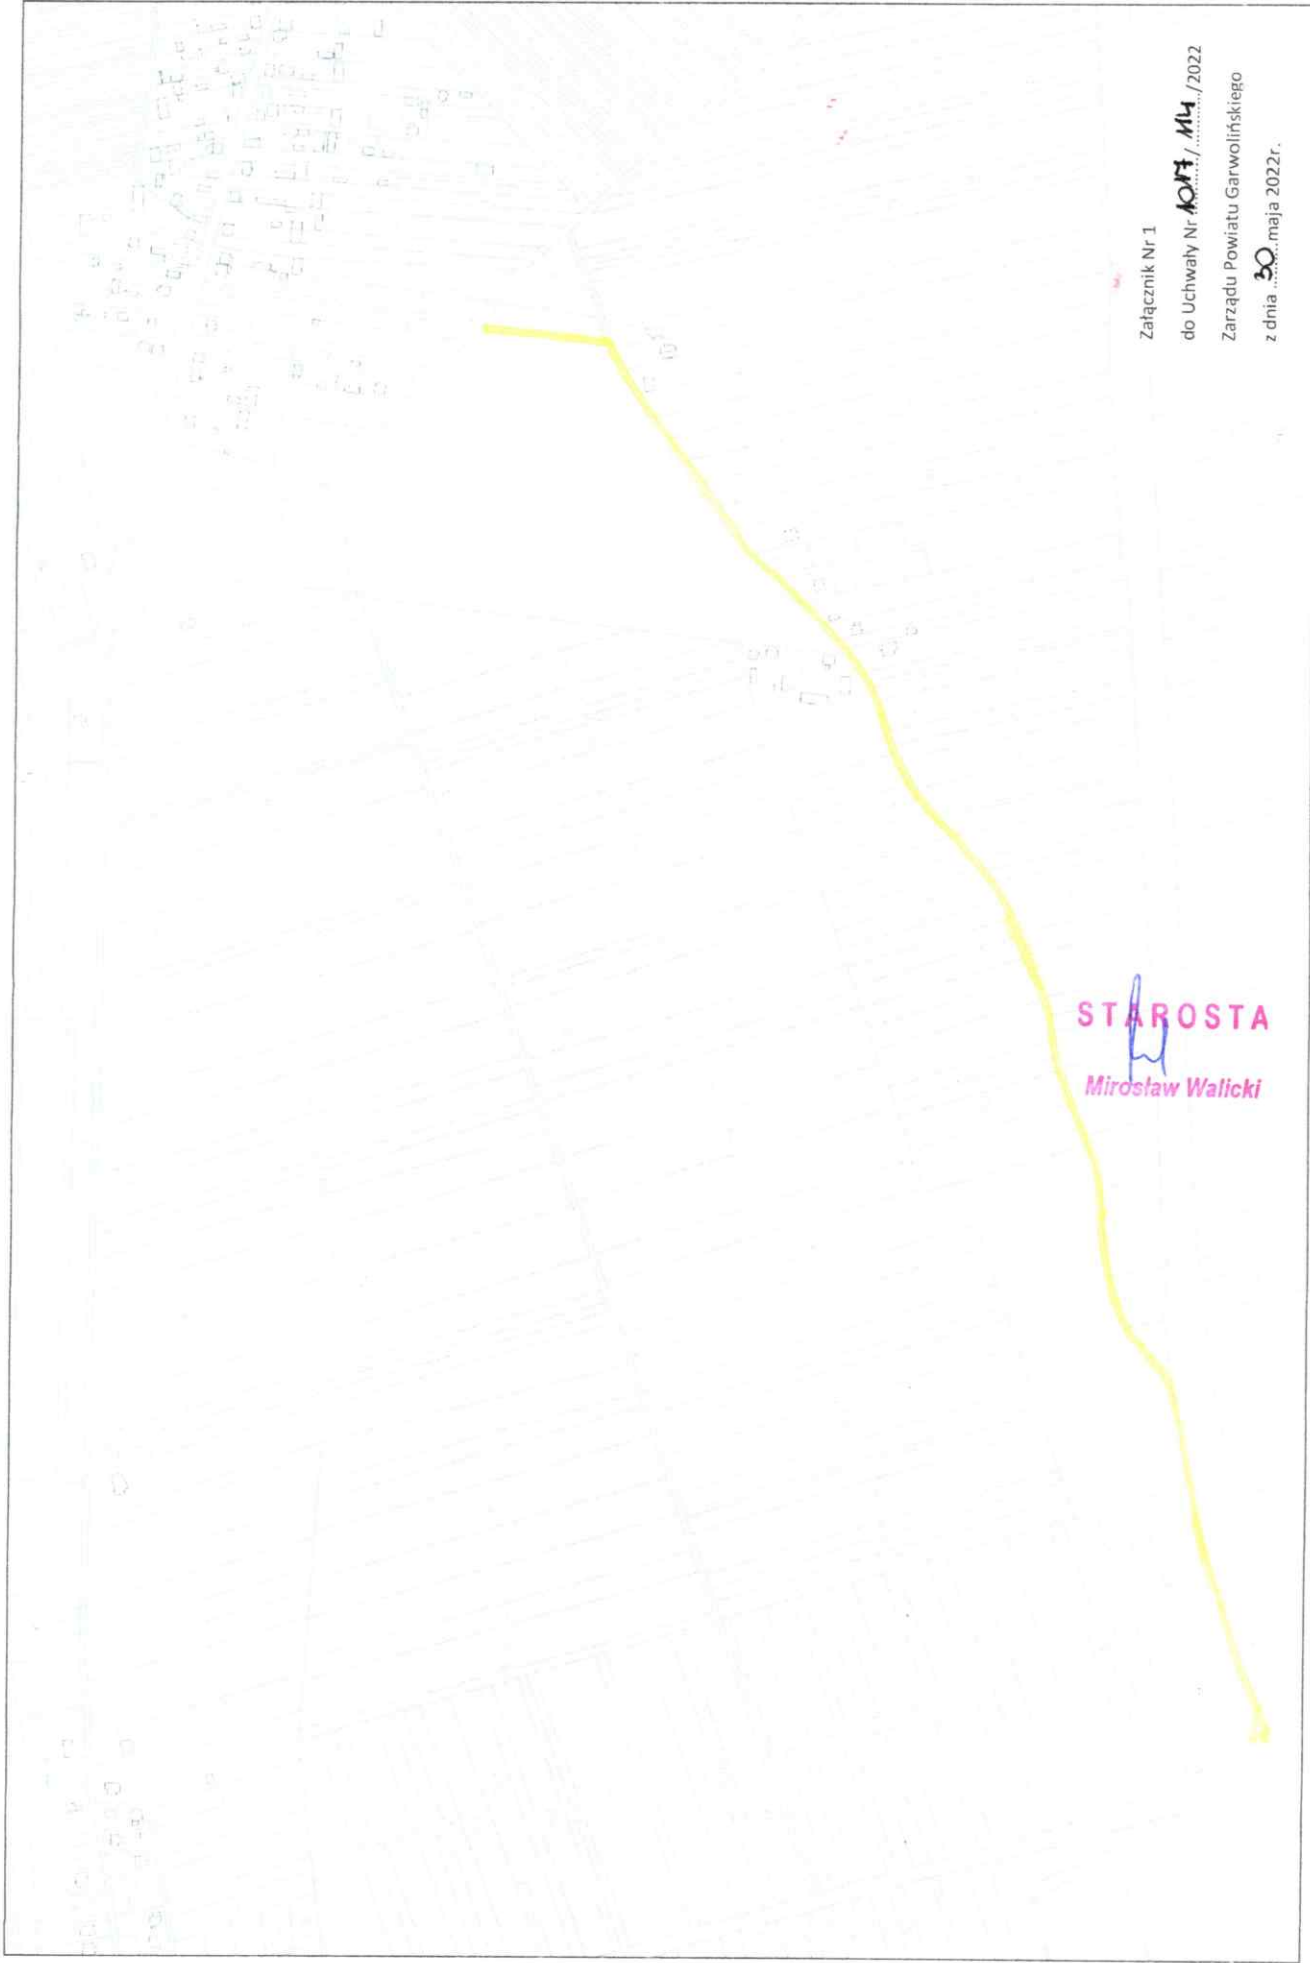 Załącznik Nr 1
do Uchwały Nr 1017/ 114 /2022
Zarządu Powiatu Garwolińskiego
z dnia 30 maja 2022r.
STAROSTA
Mirosław Walicki